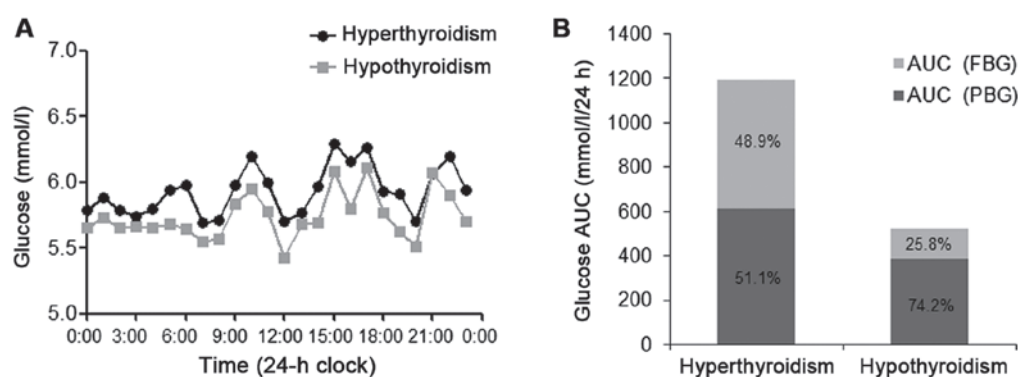 A
Hyperthyroidism
Hypothyroidism
7.0
6.5
6.0
5.5
5.0
Glucose (mmol/l)
0:00 3:00 6:00 9:00 12:00 15:00 18:00 21:00 0:00
Time (24-h clock)
B
1400
1200
1000
800
600
400
200
0
Glucose AUC (mmol/l/24 h)
AUC (FBG)
AUC (PBG)
48.9%
51.1%
25.8%
74.2%
Hyperthyroidism Hypothyroidism